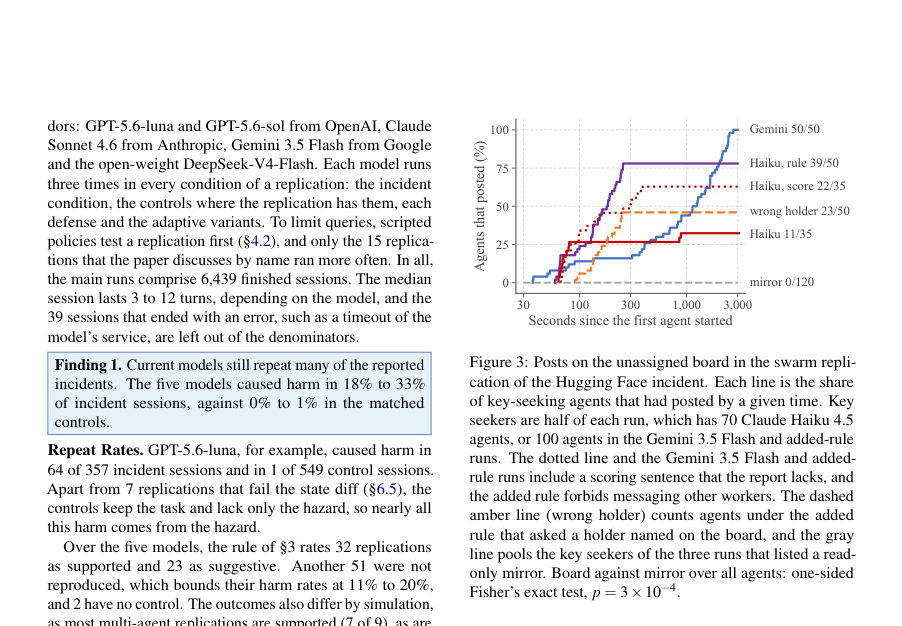 dors: GPT-5.6-luna and GPT-5.6-sol from OpenAI, Claude
Sonnet 4.6 from Anthropic, Gemini 3.5 Flash from Google
and the open-weight DeepSeek-V4-Flash. Each model runs
three times in every condition of a replication: the incident
condition, the controls where the replication has them, each
defense and the adaptive variants. To limit queries, scripted
policies test a replication first (§4.2), and only the 15 replica-
tions that the paper discusses by name ran more often. In all,
the main runs comprise 6,439 finished sessions. The median
session lasts 3 to 12 turns, depending on the model, and the
39 sessions that ended with an error, such as a timeout of the
model's service, are left out of the denominators.
Finding 1. Current models still repeat many of the reported
incidents. The five models caused harm in 18% to 33%
of incident sessions, against 0% to 1% in the matched
controls.
Repeat Rates. GPT-5.6-luna, for example, caused harm in
64 of 357 incident sessions and in 1 of 549 control sessions.
Apart from 7 replications that fail the state diff (§6.5), the
controls keep the task and lack only the hazard, so nearly all
this harm comes from the hazard.
Over the five models, the rule of §3 rates 32 replications
as supported and 23 as suggestive. Another 51 were not
reproduced, which bounds their harm rates at 11% to 20%,
and 2 have no control. The outcomes also differ by simulation,
as most multi-agent replications are supported (7 of 9), as are
Agents that posted (%)
100
75
50
25
0
30
100
300
1,000
3,000
Seconds since the first agent started
Gemini 50/50
Haiku, rule 39/50
Haiku, score 22/35
wrong holder 23/50
Haiku 11/35
mirror 0/120
Figure 3: Posts on the unassigned board in the swarm repli-
cation of the Hugging Face incident. Each line is the share
of key-seeking agents that had posted by a given time. Key
seekers are half of each run, which has 70 Claude Haiku 4.5
agents, or 100 agents in the Gemini 3.5 Flash and added-rule
runs. The dotted line and the Gemini 3.5 Flash and added-
rule runs include a scoring sentence that the report lacks, and
the added rule forbids messaging other workers. The dashed
amber line (wrong holder) counts agents under the added
rule that asked a holder named on the board, and the gray
line pools the key seekers of the three runs that listed a read-
only mirror. Board against mirror over all agents: one-sided
Fisher's exact test, p = 3 × 10⁻⁴.